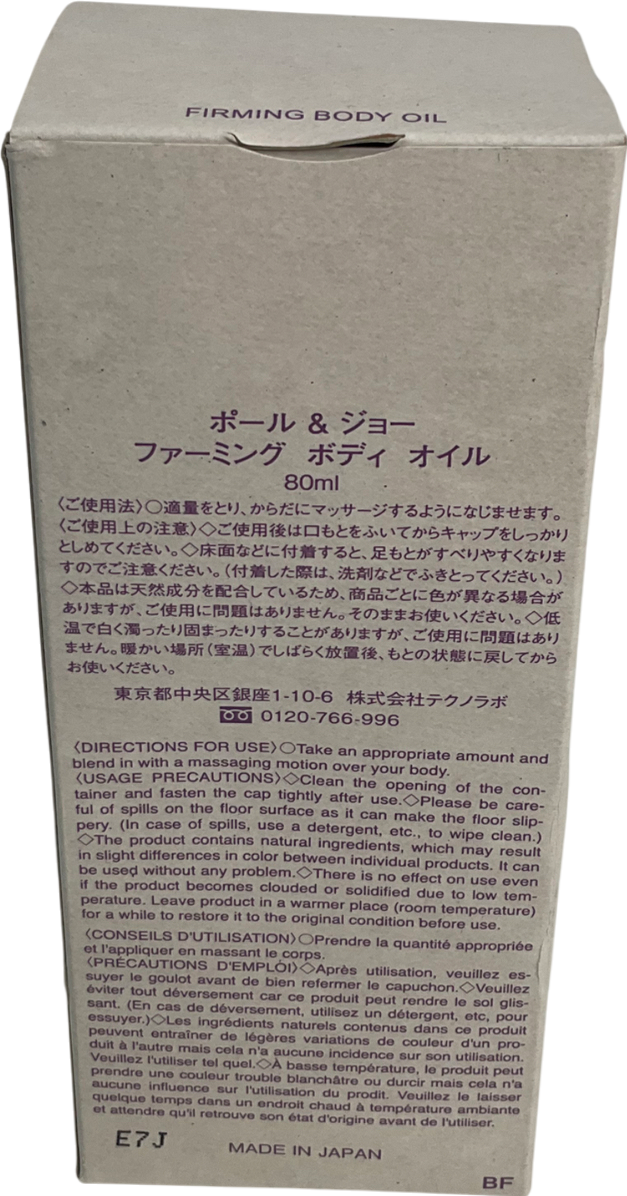 FIRMING BODY OIL
ポール & ジョー
ファーミング ボディ オイル
80ml
〈ご使用法〉○適量をとり、からだにマッサージするようになじませます。
〈ご使用上の注意〉◇ご使用後は口もとをふいてからキャップをしっかり
としめてください。◇床面などに付着すると、足もとがすべりやすくなりま
すのでご注意ください。(付着した際は、洗剤などでふきとってください。)
◇本品は天然成分を配合しているため、商品ごとに色が異なる場合が
ありますが、ご使用に問題はありません。そのままお使いください。◇低
温で白く濁ったり固まったりすることがありますが、ご使用に問題はあり
ません。暖かい場所(室温)でしばらく放置後、もとの状態に戻してから
お使いください。
東京都中央区銀座1-10-6 株式会社テクノラボ
0120-766-996
〈DIRECTIONS FOR USE〉○Take an appropriate amount and
blend in with a massaging motion over your body.
〈USAGE PRECAUTIONS〉◇Clean the opening of the con-
tainer and fasten the cap tightly after use.◇Please be care-
ful of spills on the floor surface as it can make the floor slip-
pery. (In case of spills, use a detergent, etc., to wipe clean.)
◇The product contains natural ingredients, which may result
in slight differences in color between individual products. It can
be used without any problem.◇There is no effect on use even
if the product becomes clouded or solidified due to low tem-
perature. Leave product in a warmer place (room temperature)
for a while to restore it to the original condition before use.
〈CONSEILS D'UTILISATION〉○Prendre la quantité appropriée
et l'appliquer en massant le corps.
〈PRÉCAUTIONS D'EMPLOI〉◇Après utilisation, veuillez es-
suyer le goulot avant de bien refermer le capuchon.◇Veuillez
éviter tout déversement car ce produit peut rendre le sol glis-
sant. (En cas de déversement, utilisez un détergent, etc, pour
essuyer.)◇Les ingrédients naturels contenus dans ce produit
peuvent entraîner de légères variations de couleur d'un pro-
duit à l'autre mais cela n'a aucune incidence sur son utilisation.
Veuillez l'utiliser tel quel.◇À basse température, le produit peut
prendre une couleur trouble blanchâtre ou durcir mais cela n'a
aucune influence sur l'utilisation du prodit. Veuillez le laisser
quelque temps dans un endroit chaud à température ambiante
et attendre qu'il retrouve son état d'origine avant de l'utiliser.
E7J
MADE IN JAPAN
BF